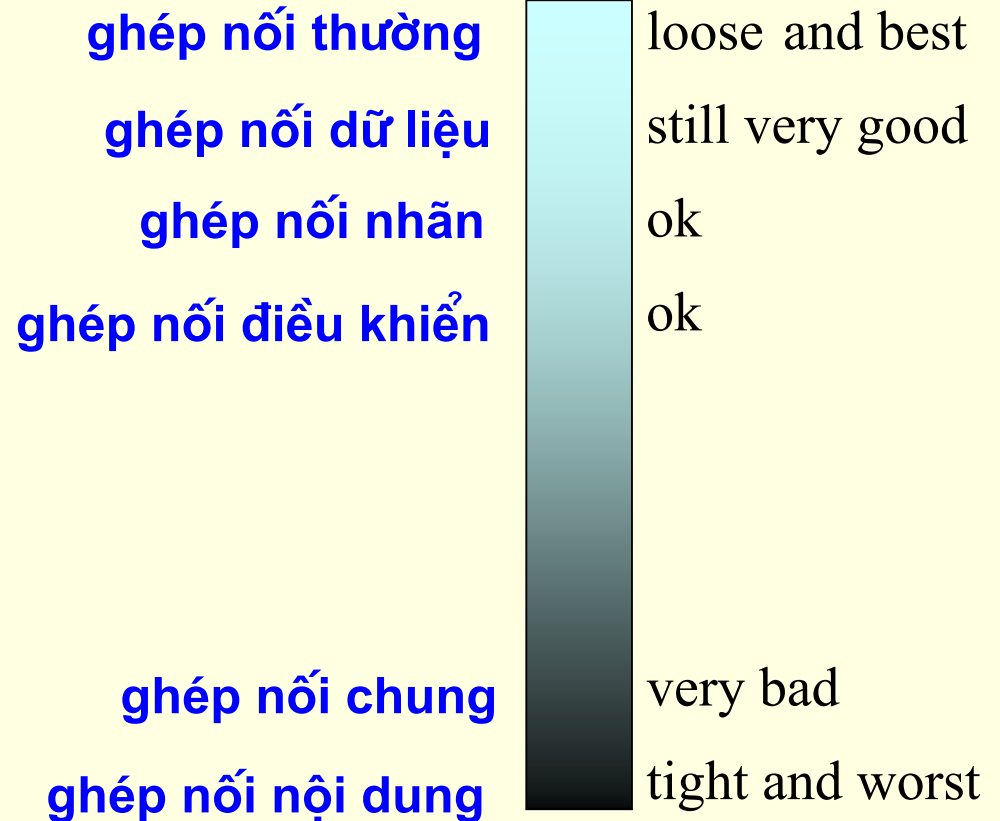 ghép nối thường loose and best
ghép nối dữ liệu still very good
ghép nối nhãn ok
ghép nối điều khiển ok
ghép nối chung very bad
ghép nối nội dung tight and worst